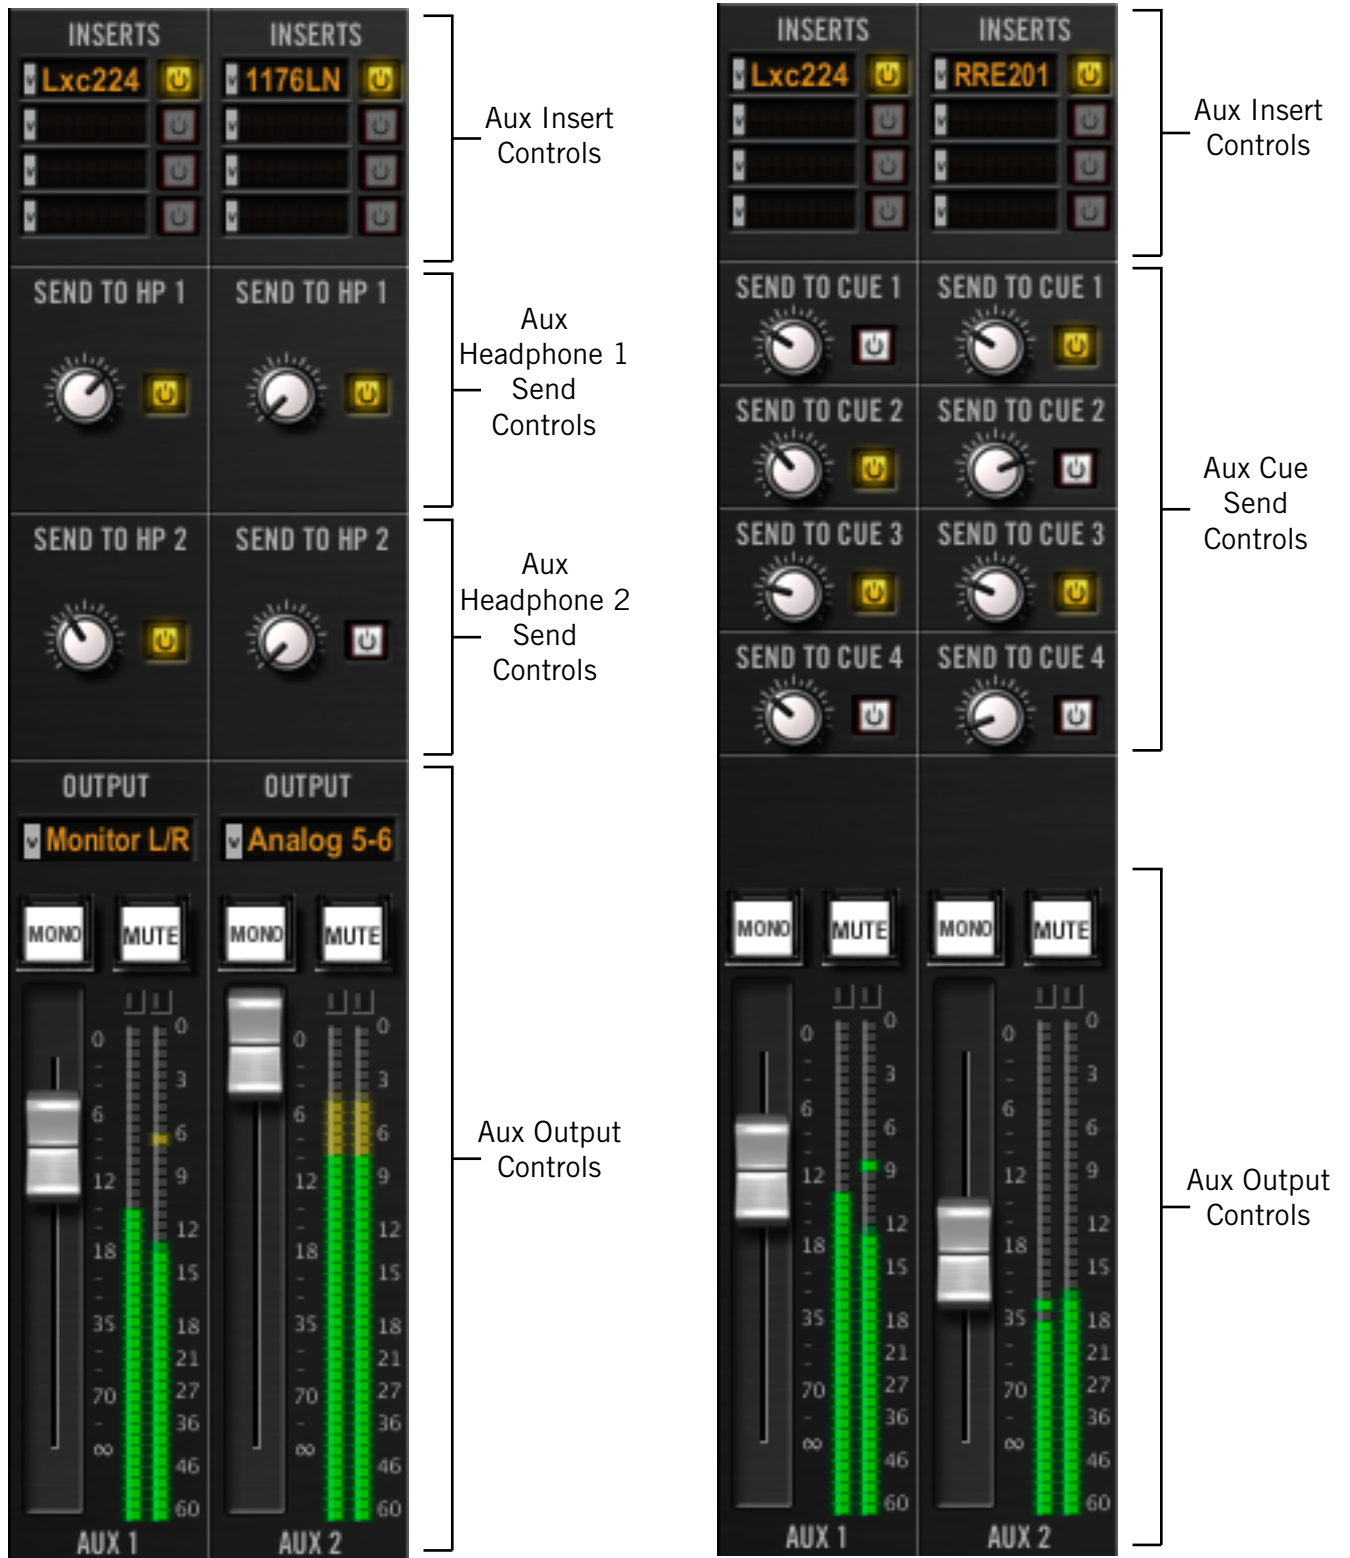 INSERTS INSERTS
Lxc224 1176LN
Aux Insert
Controls
SEND TO HP 1 SEND TO HP 1
Aux
Headphone 1
Send
Controls
SEND TO HP 2 SEND TO HP 2
Aux
Headphone 2
Send
Controls
OUTPUT OUTPUT
Monitor L/R Analog 5-6
MONO MUTE MONO MUTE
0 0 0 0
3 3
6 6 6 6
12 9 12 9
12 12
18 15 18 15
35 18 35 18
21 21
70 27 70 27
36 36
∞ 46 ∞ 46
60 60
AUX 1 AUX 2
Aux Output
Controls
INSERTS INSERTS
Lxc224 RRE201
Aux Insert
Controls
SEND TO CUE 1 SEND TO CUE 1
SEND TO CUE 2 SEND TO CUE 2
SEND TO CUE 3 SEND TO CUE 3
SEND TO CUE 4 SEND TO CUE 4
Aux Cue
Send
Controls
MONO MUTE MONO MUTE
0 0 0 0
3 3
6 6 6 6
12 9 12 9
12 12
18 15 18 15
35 18 35 18
21 21
70 27 70 27
36 36
∞ 46 ∞ 46
60 60
AUX 1 AUX 2
Aux Output
Controls